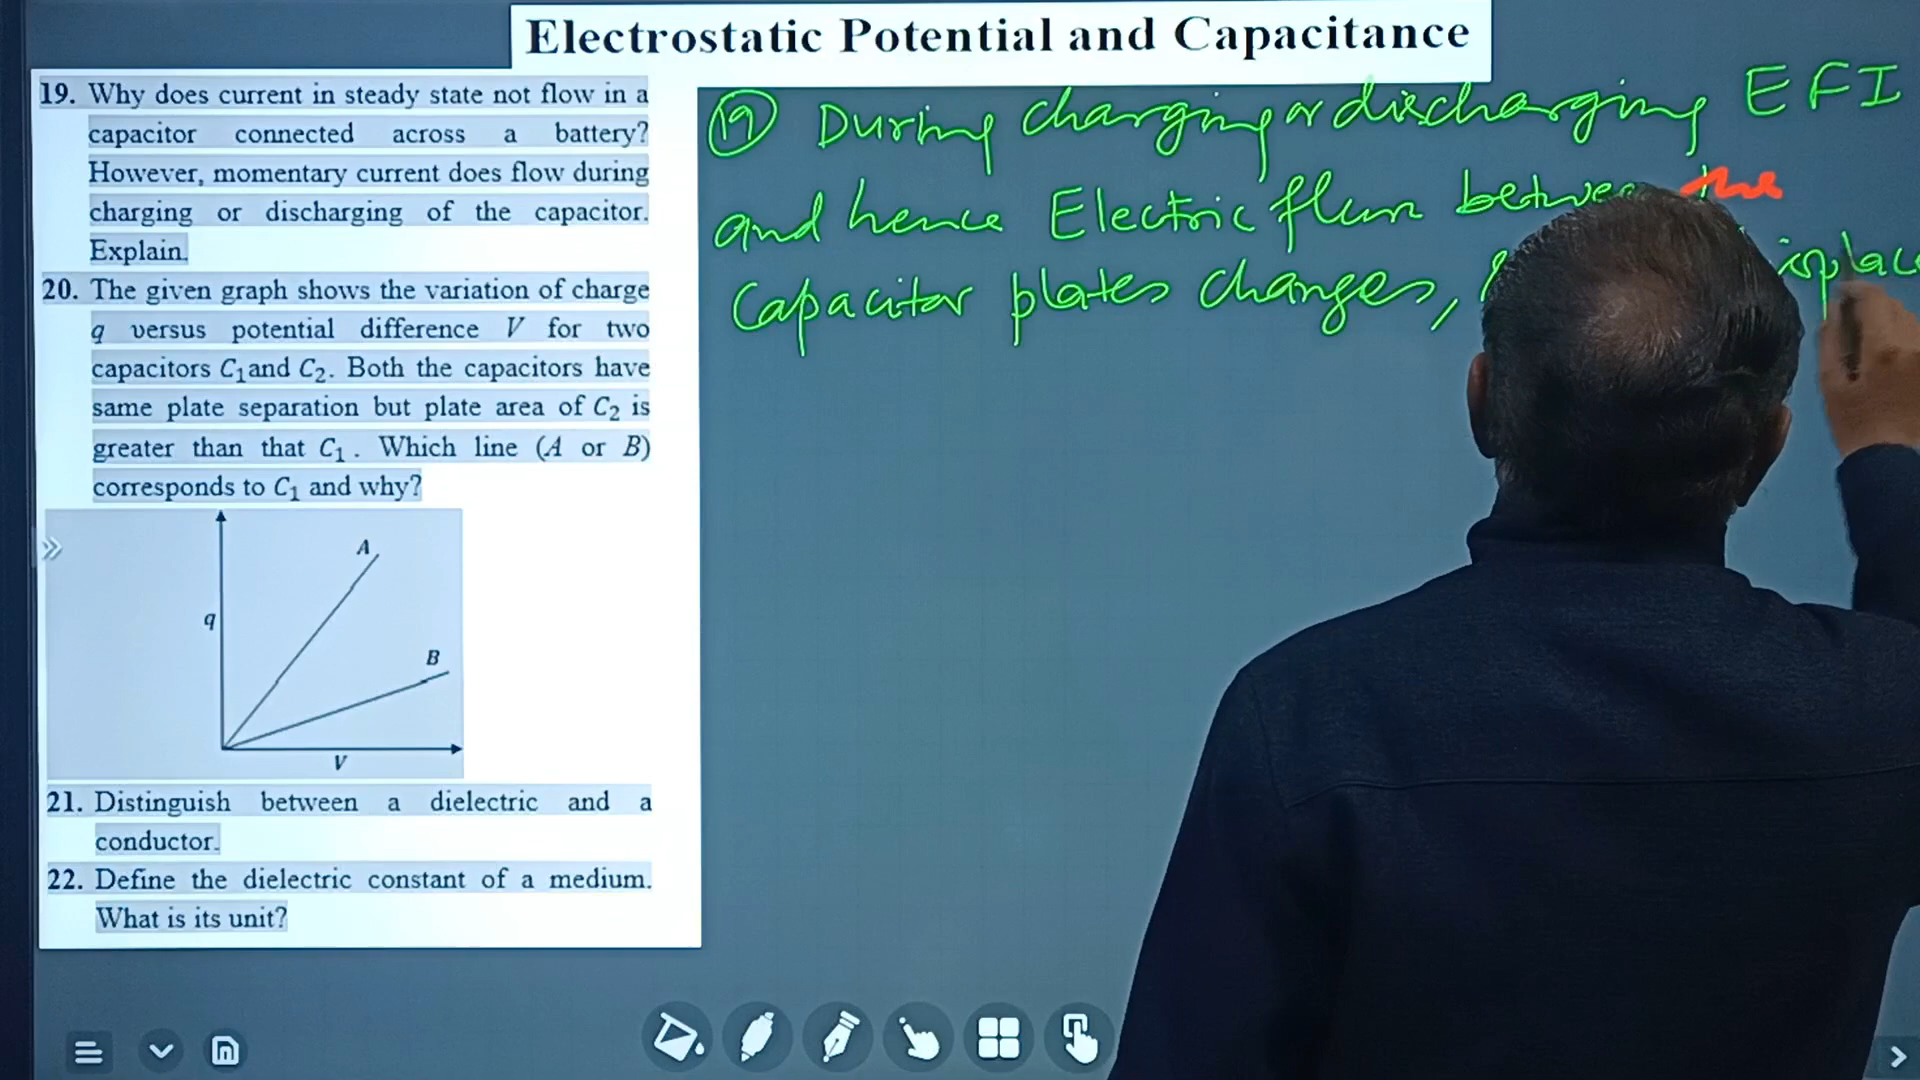 Electrostatic Potential and Capacitance
19. Why does current in steady state not flow in a
capacitor connected across a battery?
However, momentary current does flow during
charging or discharging of the capacitor.
Explain.
20. The given graph shows the variation of charge
q versus potential difference V for two
capacitors C₁and C₂. Both the capacitors have
same plate separation but plate area of C₂ is
greater than that C₁. Which line (A or B)
corresponds to C₁ and why?
A
q
B
V
21. Distinguish between a dielectric and a
conductor.
22. Define the dielectric constant of a medium.
What is its unit?
(19) During charging or discharging EFI
and hence Electric flux between the
Capacitor plates changes,